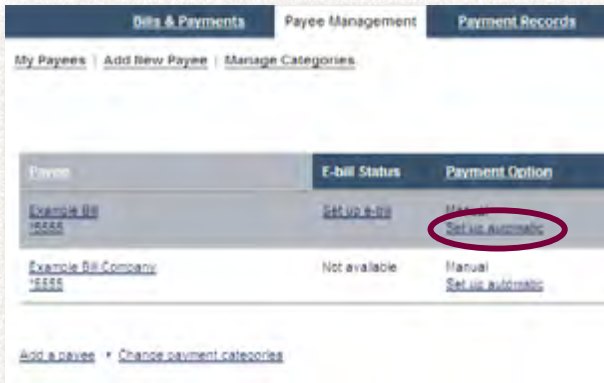 Bills & Payments Payee Management Payment Records
My Payees | Add New Payee | Manage Categories
Payee E-bill Status Payment Option
Example Bill Set up e-bill Manual
*5555 Set up automatic
Example Bill Company Not available Manual
*5555 Set up automatic
Add a payee • Change payment categories